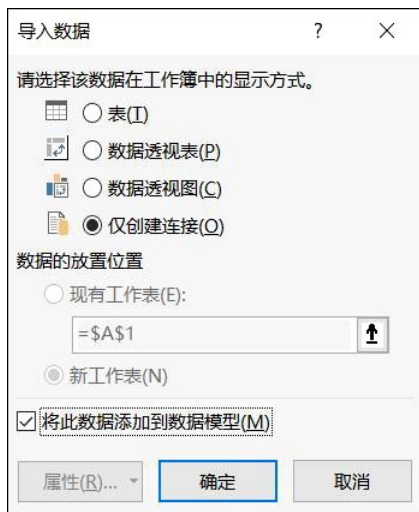 导入数据 ?
请选择该数据在工作簿中的显示方式。
表(T)
数据透视表(P)
数据透视图(C)
仅创建连接(O)
数据的放置位置
现有工作表(E):
=$A$1
新工作表(N)
将此数据添加到数据模型(M)
属性(R)... 确定 取消